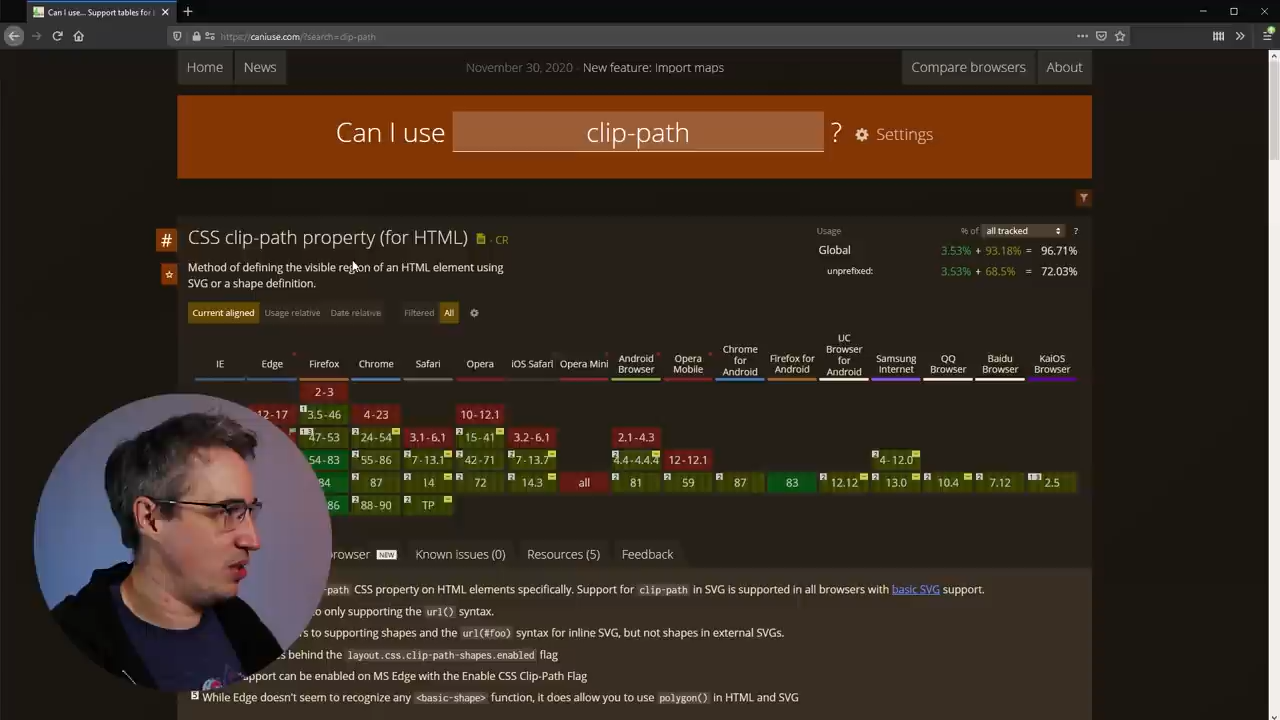 Can I use... Support tables for
https://caniuse.com/?search=clip-path
Home
News
November 30, 2020 - New feature: Import maps
Compare browsers
About
Can I use
clip-path
?
Settings
#
CSS clip-path property (for HTML)
- CR
Method of defining the visible region of an HTML element using
SVG or a shape definition.
Usage
% of
all tracked
?
Global
3.53% + 93.18% = 96.71%
unprefixed:
3.53% + 68.5% = 72.03%
Current aligned
Usage relative
Date relative
Filtered
All
IE
Edge
Firefox
Chrome
Safari
Opera
iOS Safari
Opera Mini
Android Browser
Opera Mobile
Chrome for Android
Firefox for Android
UC Browser for Android
Samsung Internet
QQ Browser
Baidu Browser
KaiOS Browser
2-3
12-17 3.5-46 4-23 10-12.1
47-53 24-54 3.1-6.1 15-41 3.2-6.1 2.1-4.3
54-83 55-86 7-13.1 42-71 7-13.7 4.4-4.4.4 12-12.1 4-12.0
84 87 14 72 14.3 all 81 59 87 83 12.12 13.0 10.4 7.12 2.5
86 88-90 TP
NEW
Known issues (0)
Resources (5)
Feedback
CSS property on HTML elements specifically. Support for clip-path in SVG is supported in all browsers with basic SVG support.
to only supporting the url() syntax.
to supporting shapes and the url(#foo) syntax for inline SVG, but not shapes in external SVGs.
behind the layout.css.clip-path-shapes.enabled flag
can be enabled on MS Edge with the Enable CSS Clip-Path Flag
5 While Edge doesn't seem to recognize any <basic-shape> function, it does allow you to use polygon() in HTML and SVG